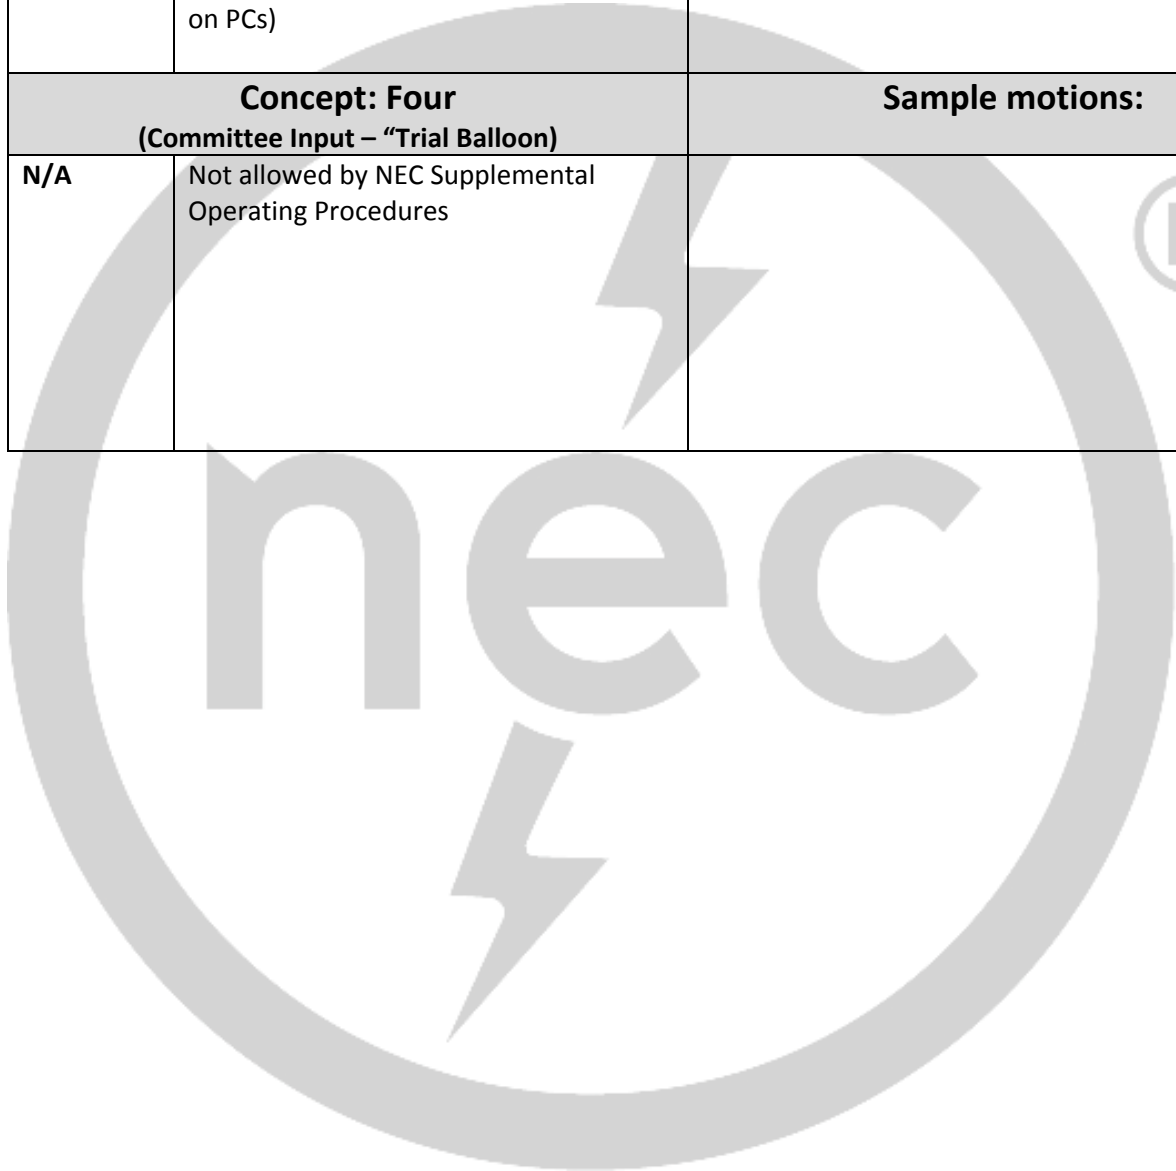 on PCs)
Concept: Four
Sample motions:
(Committee Input – “Trial Balloon)
N/A
Not allowed by NEC Supplemental
Operating Procedures
nec